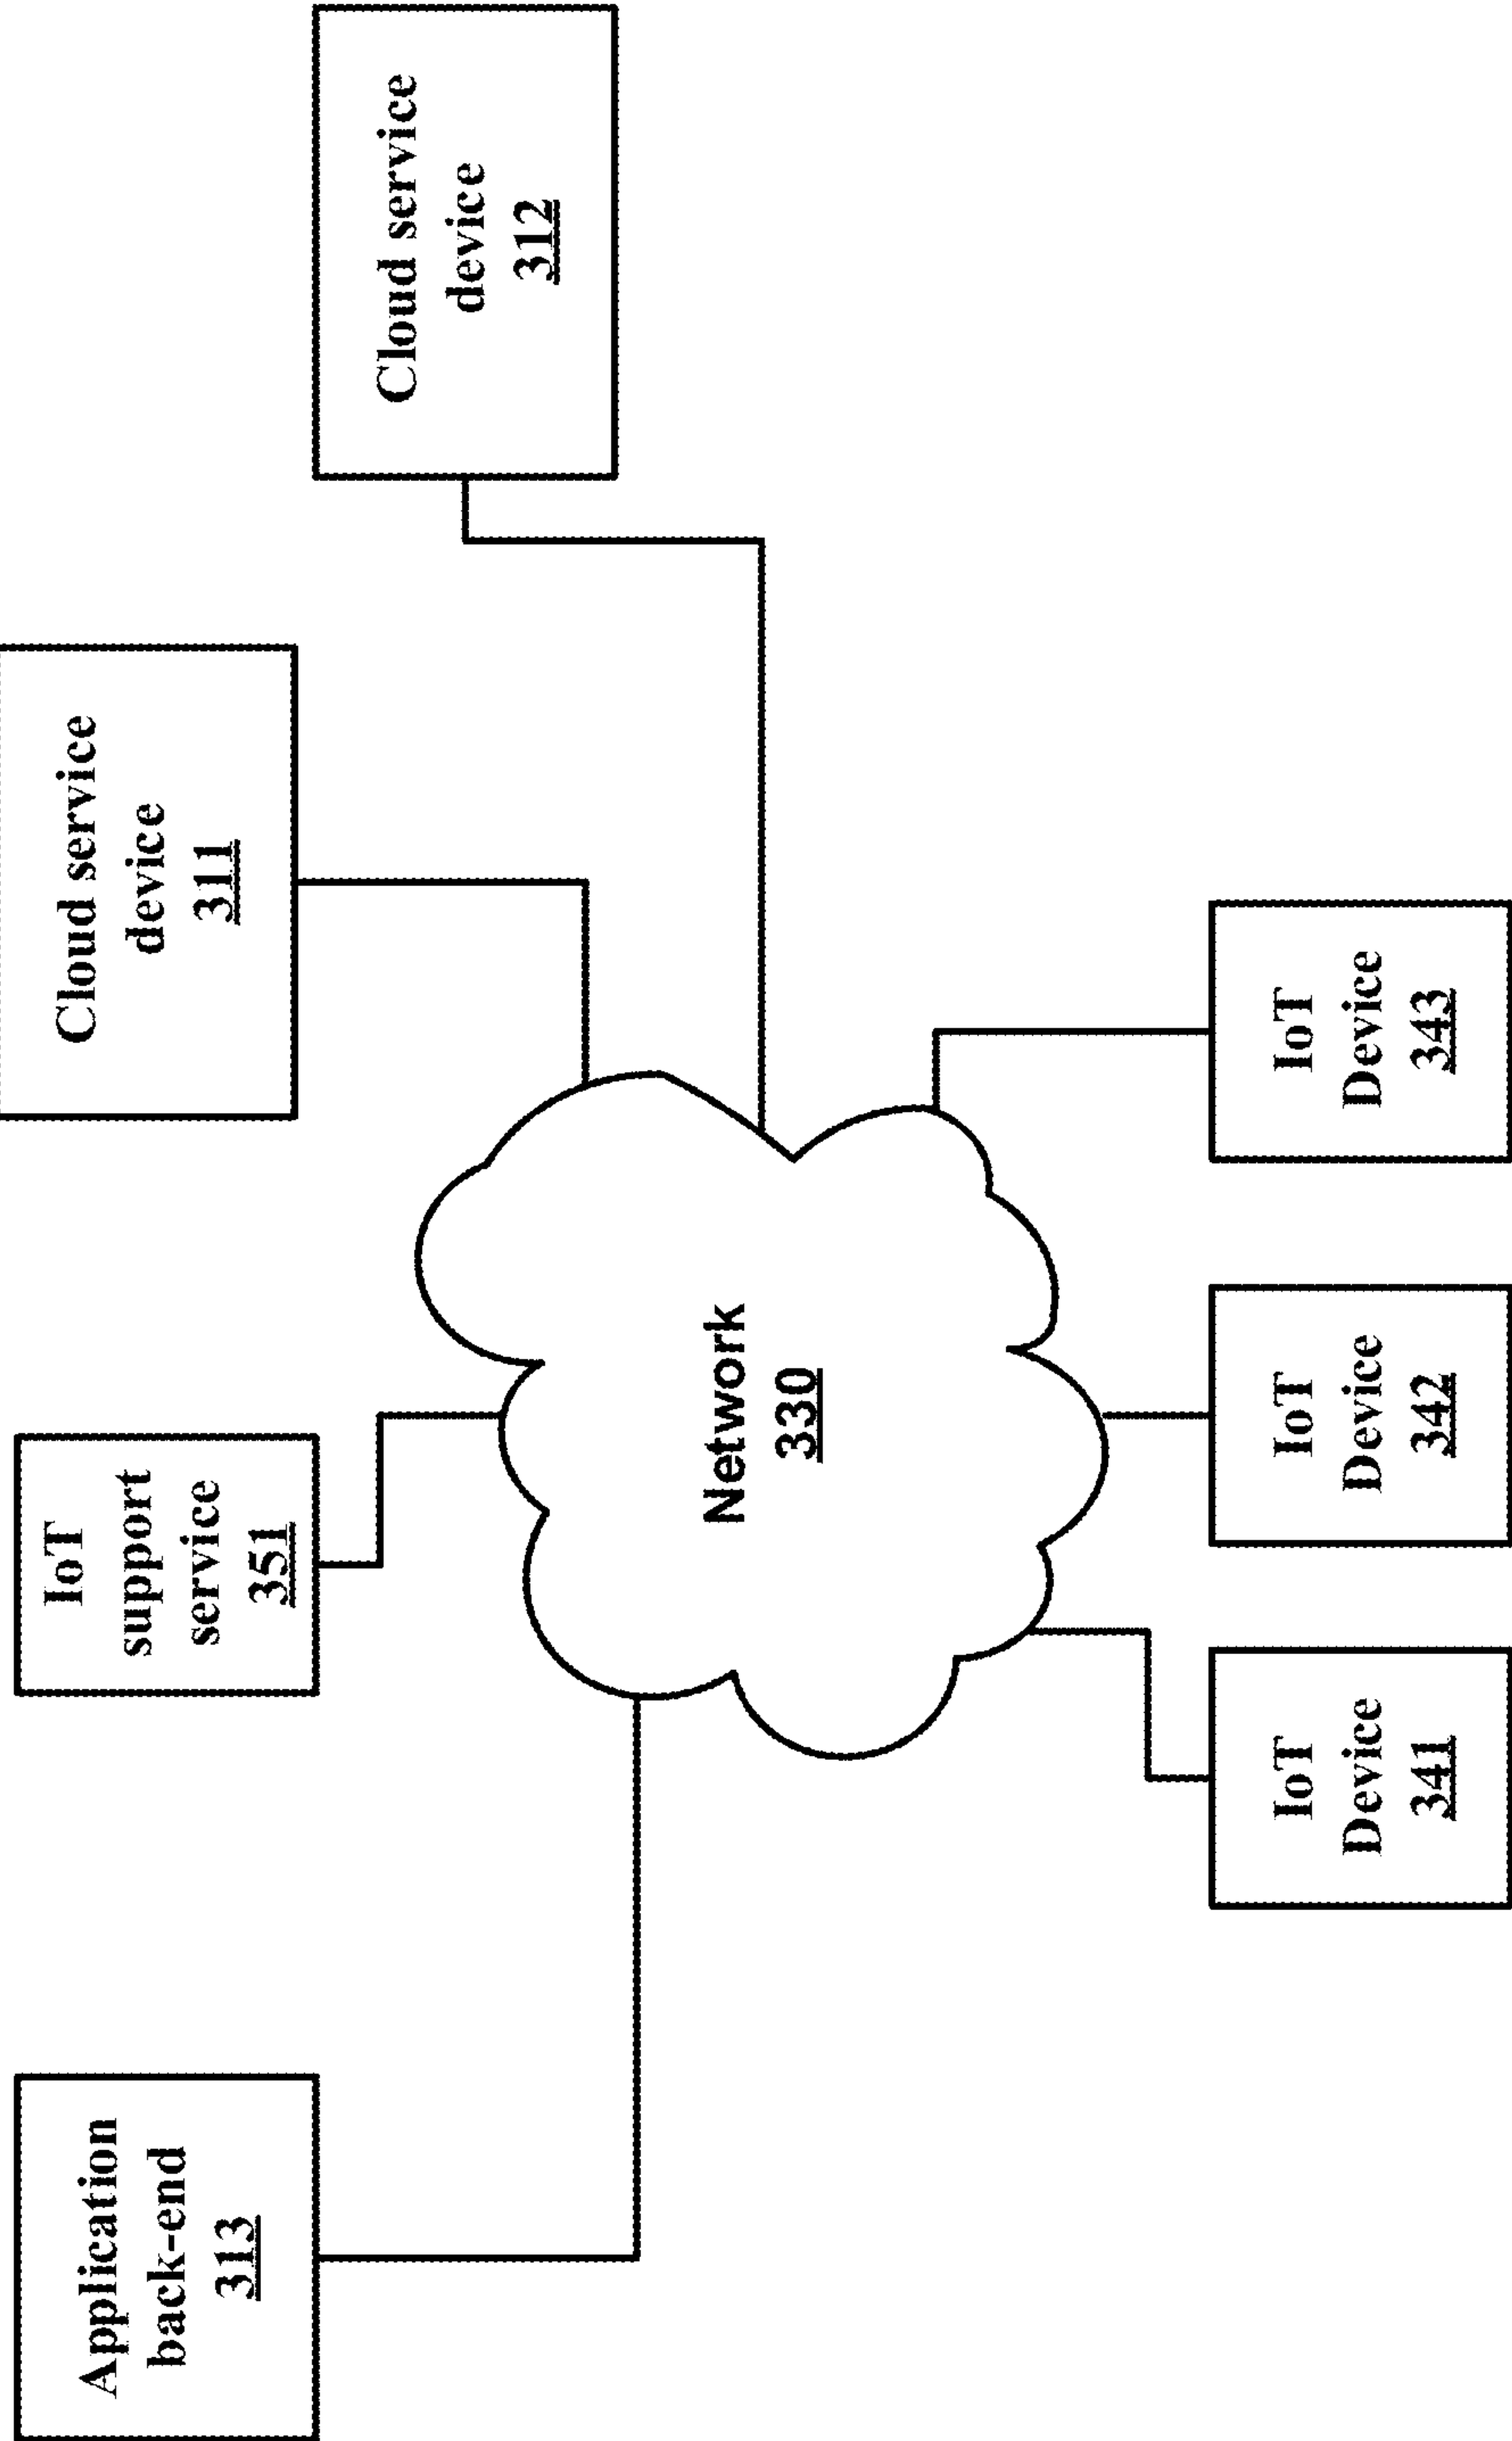 Application
back-end
313
IoT
support
service
351
Cloud service
device
311
Cloud service
device
312
Network
330
IoT
Device
341
IoT
Device
342
IoT
Device
343